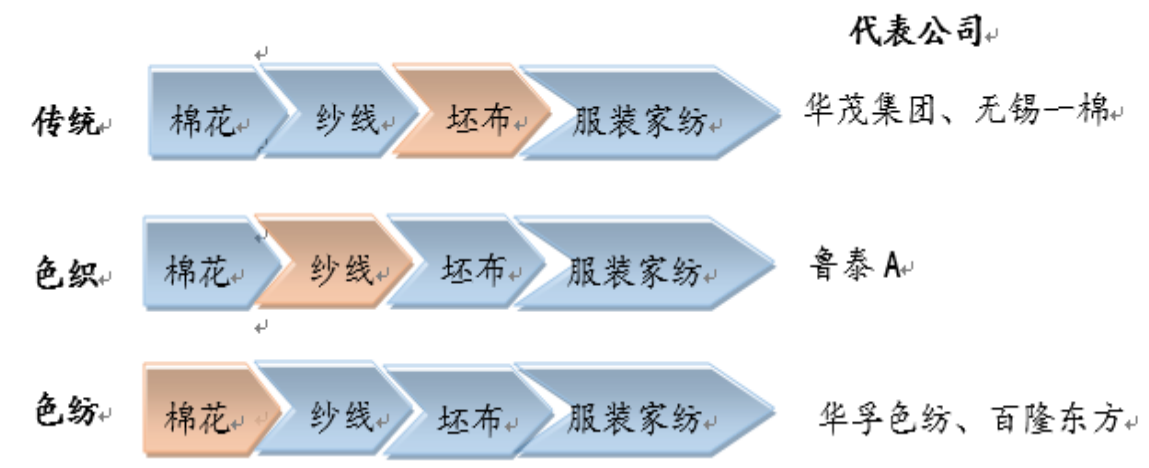 代表公司
传统 棉花 纱线 坯布 服装家纺 华茂集团、无锡一棉
色织 棉花 纱线 坯布 服装家纺 鲁泰 A
色纺 棉花 纱线 坯布 服装家纺 华孚色纺、百隆东方